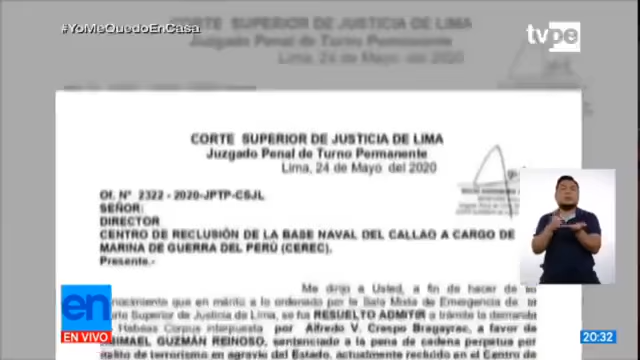 #YoMeQuedoEnCasa
tvpe
CORTE SUPERIOR DE JUSTICIA DE LIMA
Juzgado Penal de Turno Permanente
Lima, 24 de Mayo del 2020
CORTE SUPERIOR DE JUSTICIA DE LIMA
Juzgado Penal de Turno Permanente
Lima, 24 de Mayo del 2020
Of. N° 2322 - 2020-JPTP-CSJL
SEÑOR:
DIRECTOR
CENTRO DE RECLUSIÓN DE LA BASE NAVAL DEL CALLAO A CARGO DE
MARINA DE GUERRA DEL PERÚ (CEREC).
Presente.-
Me dirijo a Usted, a fin de hacer de
conocimiento que en mérito a lo ordenado por la Sala Mixta de Emergencia de
Corte Superior de Justicia de Lima, se ha RESUELTO ADMITIR a trámite la demanda
Habeas Corpus interpuesta por Alfredo V. Crespo Bragayrac, a favor de
ABIMAEL GUZMÁN REINOSO, sentenciado a la pena de cadena perpetua por
delito de terrorismo en agravio del Estado, actualmente recluido en el Centro de
en
EN VIVO
20:32